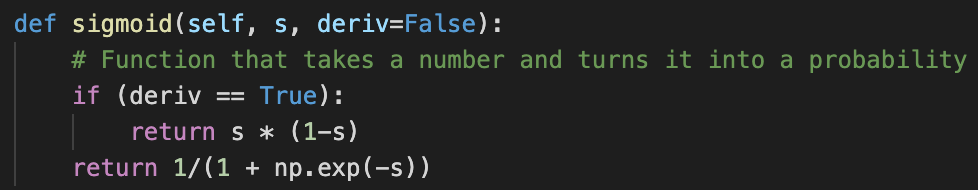 def sigmoid(self, s, deriv=False):
    # Function that takes a number and turns it into a probability
    if (deriv == True):
        return s * (1-s)
    return 1/(1 + np.exp(-s))